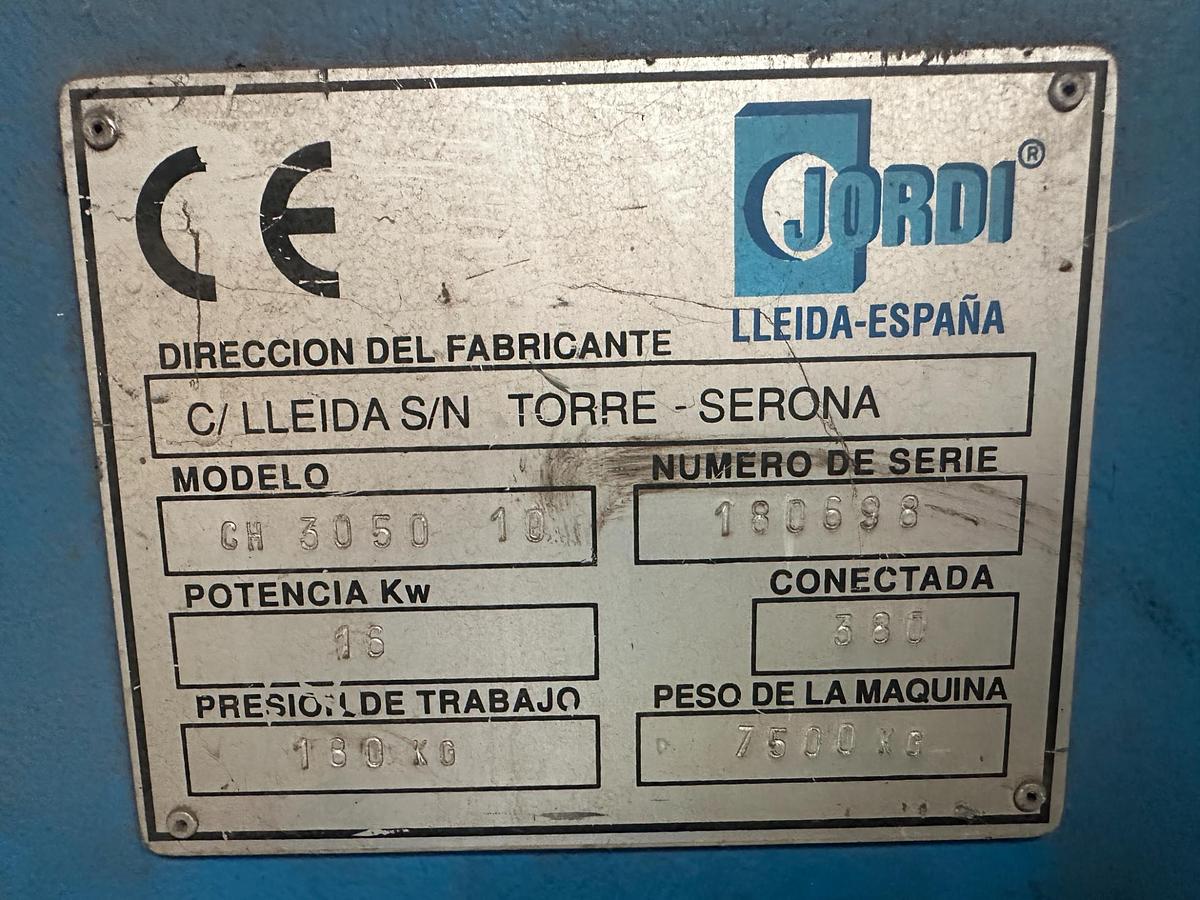 CE
JORDI®
LLEIDA-ESPAÑA
DIRECCION DEL FABRICANTE
C/ LLEIDA S/N TORRE - SERONA
MODELO
CH 3050 10
NUMERO DE SERIE
180698
POTENCIA Kw
16
CONECTADA
380
PRESIÓN DE TRABAJO
180 KG
PESO DE LA MAQUINA
7500 KG